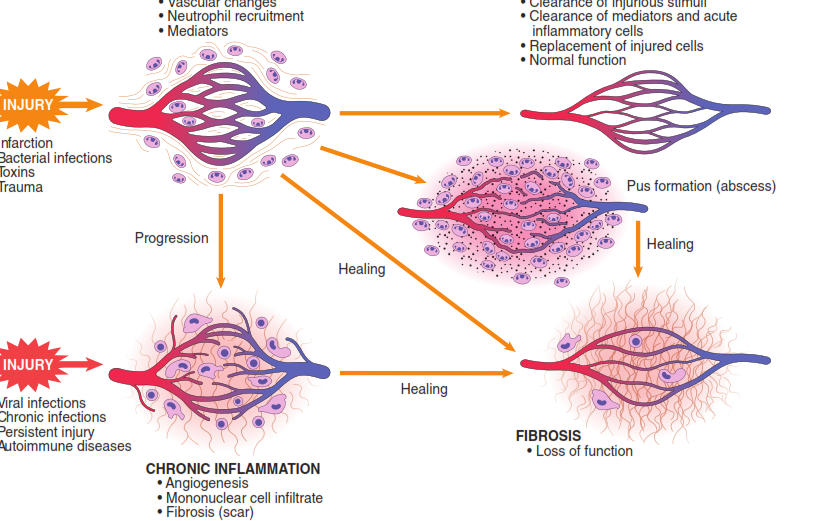 • Vascular changes
• Neutrophil recruitment
• Mediators
• Clearance of injurious stimuli
• Clearance of mediators and acute
inflammatory cells
• Replacement of injured cells
• Normal function
INJURY
nfarction
Bacterial infections
Toxins
Trauma
Pus formation (abscess)
Progression
Healing
Healing
INJURY
Viral infections
Chronic infections
Persistent injury
Autoimmune diseases
Healing
CHRONIC INFLAMMATION
• Angiogenesis
• Mononuclear cell infiltrate
• Fibrosis (scar)
FIBROSIS
• Loss of function